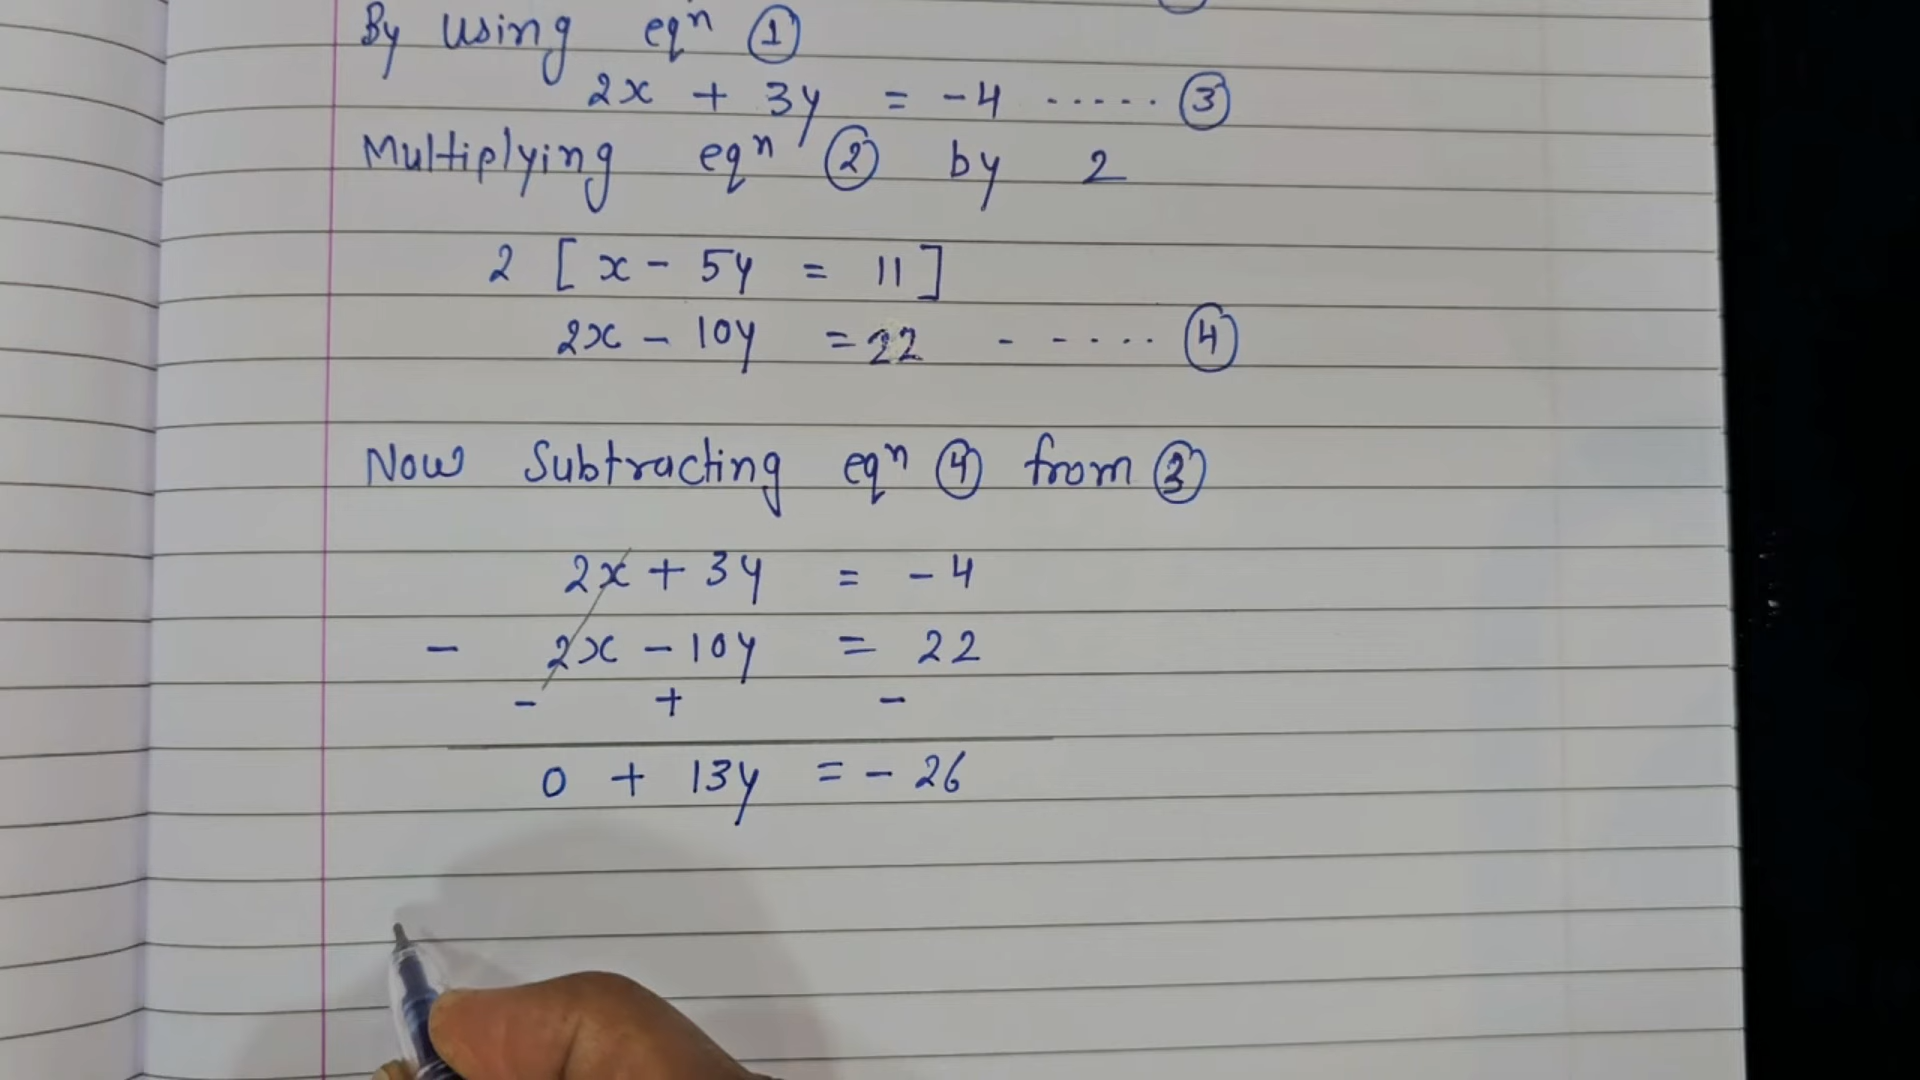 By using eqⁿ ①
2x + 3y = -4 ..... ③
Multiplying eqⁿ ② by 2
2 [ x - 5y = 11 ]
2x - 10y = 22 - - .... ④
Now Subtracting eqⁿ ④ from ③
2x + 3y = - 4
- 2x - 10y = 22
- + -
0 + 13y = - 26